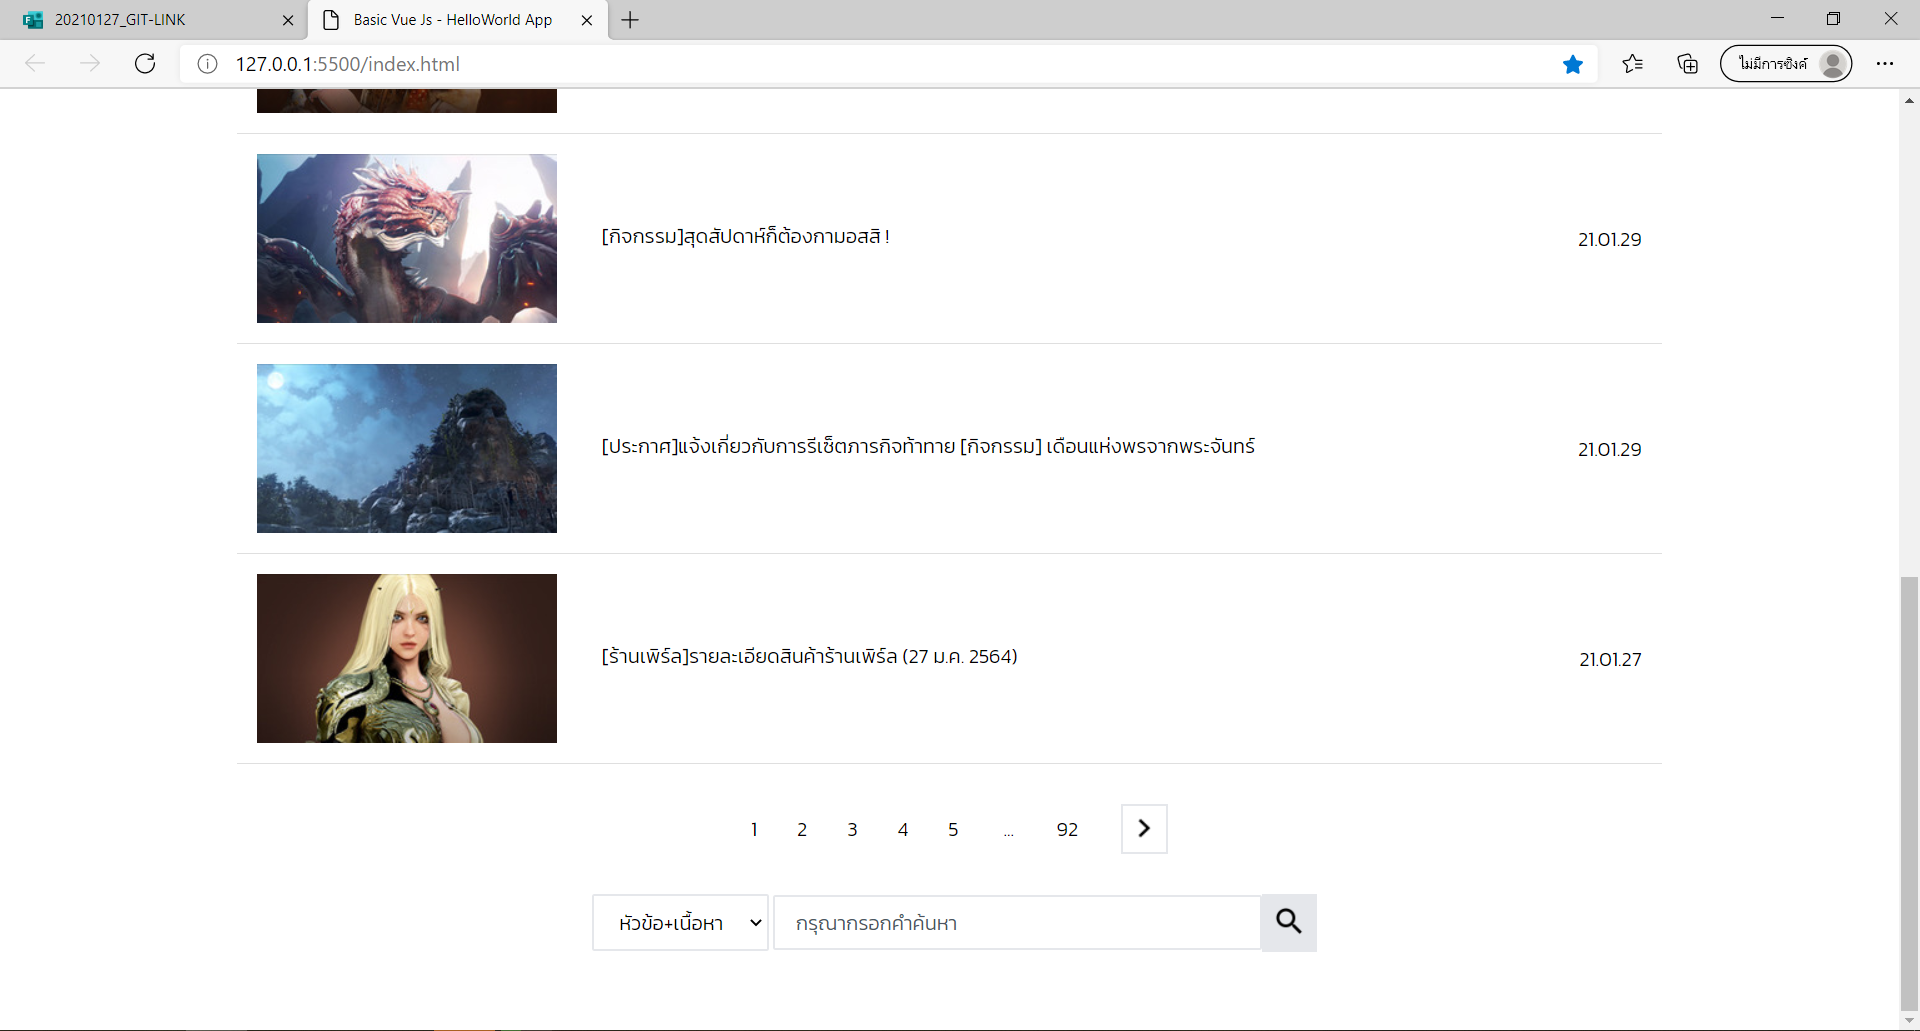 20210127_GIT-LINK
Basic Vue Js - HelloWorld App
127.0.0.1:5500/index.html
ไม่มีการซิงค์
[กิจกรรม]สุดสัปดาห์ก็ต้องกามอสสิ !
21.01.29
[ประกาศ]แจ้งเกี่ยวกับการรีเซ็ตภารกิจท้าทาย [กิจกรรม] เดือนแห่งพรจากพระจันทร์
21.01.29
[ร้านเพิร์ล]รายละเอียดสินค้าร้านเพิร์ล (27 ม.ค. 2564)
21.01.27
1 2 3 4 5 ... 92
หัวข้อ+เนื้อหา กรุณากรอกคำค้นหา